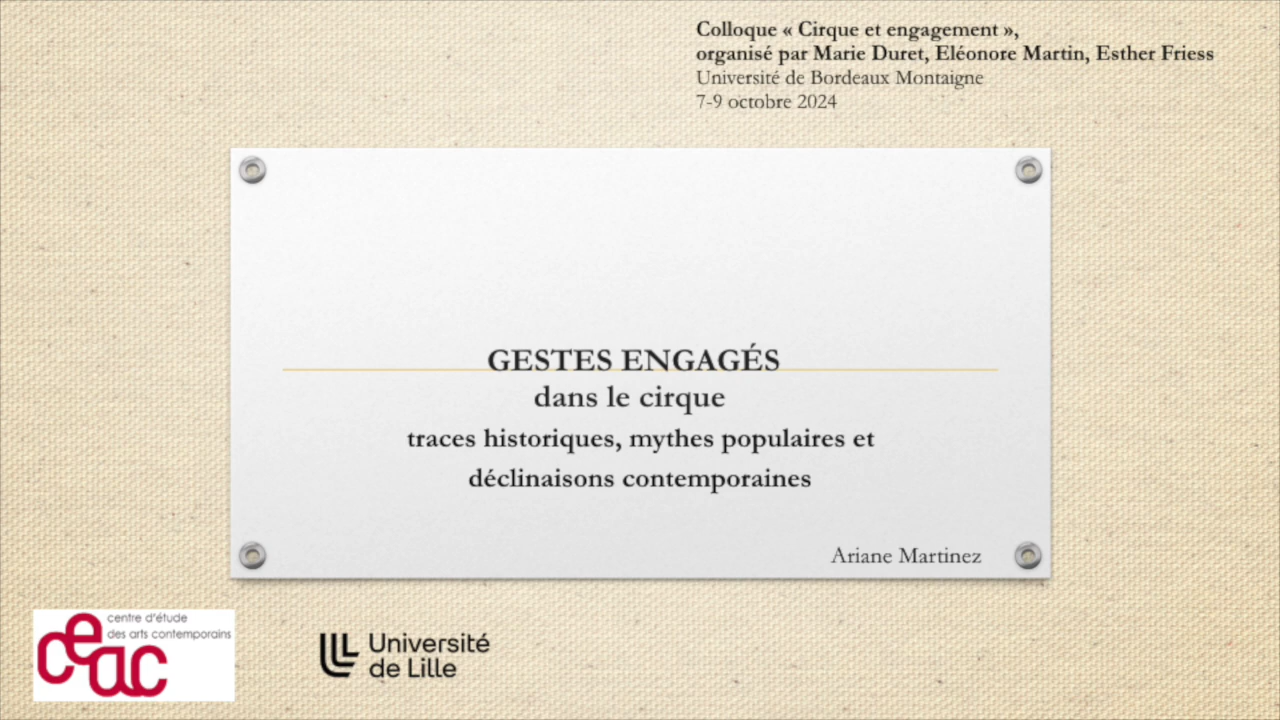 Colloque « Cirque et engagement »,
organisé par Marie Duret, Eléonore Martin, Esther Friess
Université de Bordeaux Montaigne
7-9 octobre 2024
GESTES ENGAGÉS
dans le cirque
traces historiques, mythes populaires et
déclinaisons contemporaines
Ariane Martinez
centre d'étude
des arts contemporains
ceac
Université
de Lille